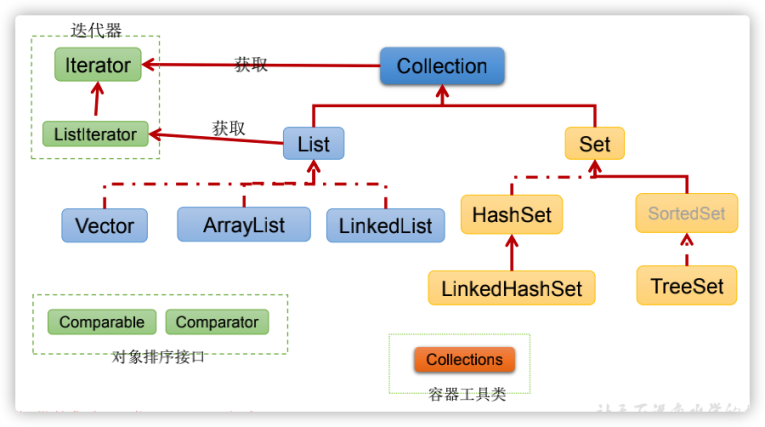 迭代器
Iterator
获取
Collection
ListIterator
获取
List
Set
Vector
ArrayList
LinkedList
HashSet
SortedSet
LinkedHashSet
TreeSet
Comparable
Comparator
对象排序接口
Collections
容器工具类